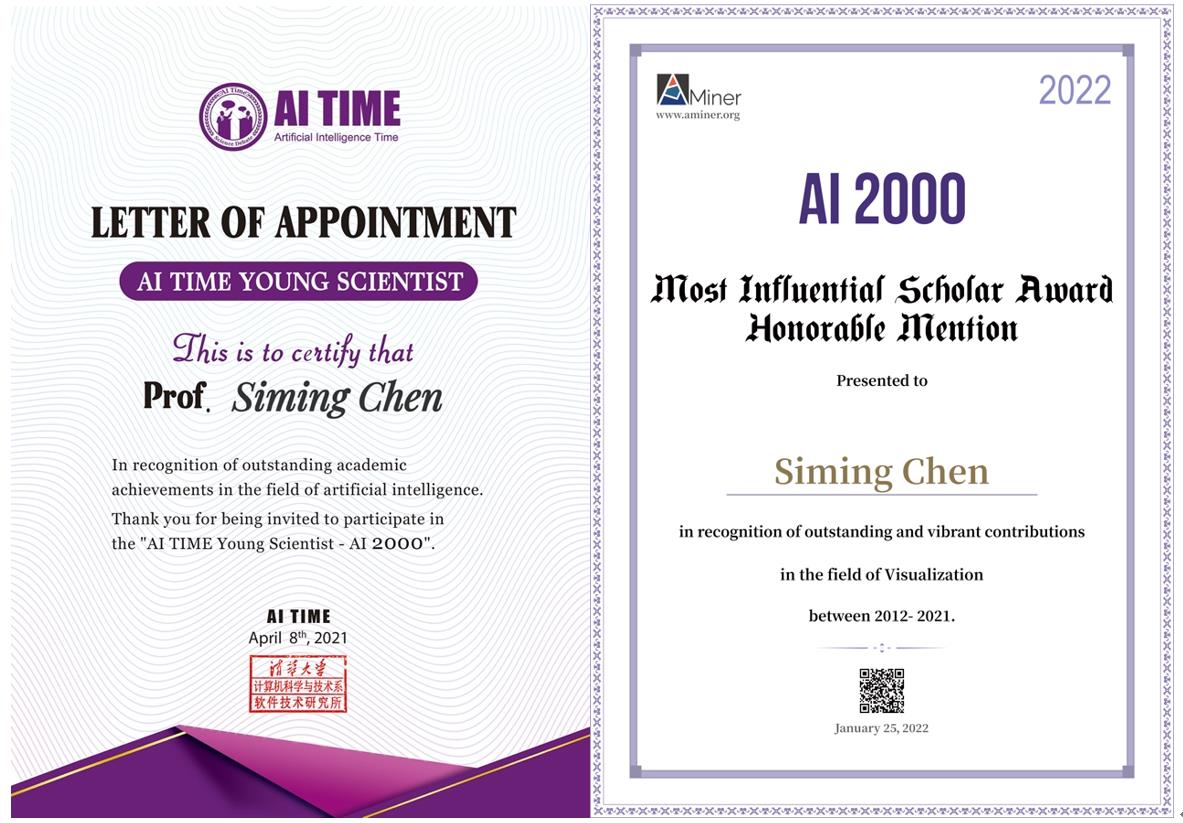 AI TIME
Artificial Intelligence Time
LETTER OF APPOINTMENT
AI TIME YOUNG SCIENTIST
This is to certify that
Prof. Siming Chen
In recognition of outstanding academic
achievements in the field of artificial intelligence.
Thank you for being invited to participate in
the "AI TIME Young Scientist - AI 2000".
AI TIME
April 8th, 2021
清华大学
计算机科学与技术系
软件技术研究所
AMiner
www.aminer.org
2022
AI 2000
Most Influential Scholar Award
Honorable Mention
Presented to
Siming Chen
in recognition of outstanding and vibrant contributions
in the field of Visualization
between 2012- 2021.
January 25, 2022